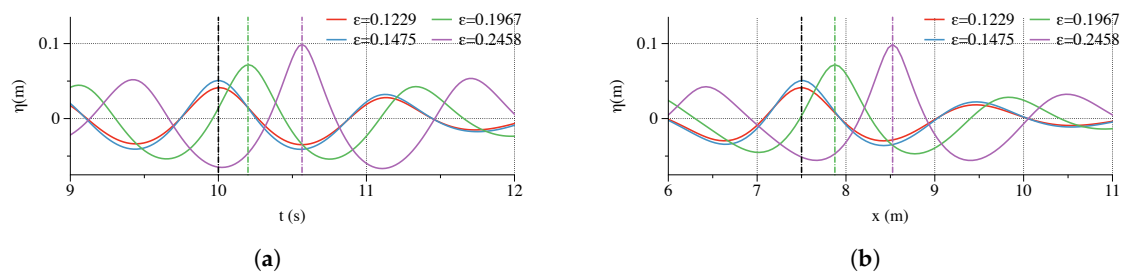 ε=0.1229 ε=0.1967
ε=0.1475 ε=0.2458
0.1
η(m)
0
9 10 11 12
t (s)
(a)
ε=0.1229 ε=0.1967
ε=0.1475 ε=0.2458
0.1
η(m)
0
6 7 8 9 10 11
x (m)
(b)